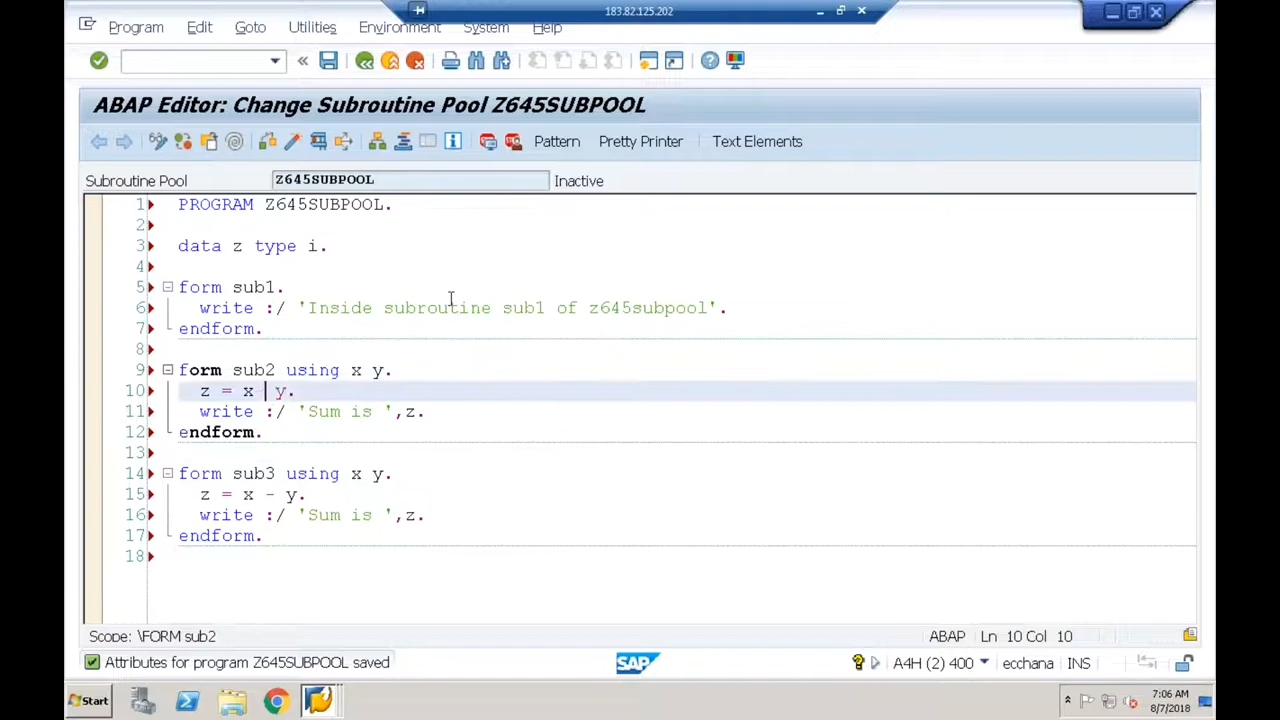 183.82.125.202
Program Edit Goto Utilities Environment System Help
ABAP Editor: Change Subroutine Pool Z645SUBPOOL
Pattern Pretty Printer Text Elements
Subroutine Pool Z645SUBPOOL Inactive
1 PROGRAM Z645SUBPOOL.
2
3 data z type i.
4
5 form sub1.
6 write :/ 'Inside subroutine sub1 of z645subpool'.
7 endform.
8
9 form sub2 using x y.
10 z = x y.
11 write :/ 'Sum is ',z.
12 endform.
13
14 form sub3 using x y.
15 z = x - y.
16 write :/ 'Sum is ',z.
17 endform.
18
Scope: \FORM sub2 ABAP Ln 10 Col 10
Attributes for program Z645SUBPOOL saved SAP A4H (2) 400 ecchana INS
Start 7:06 AM
8/7/2018